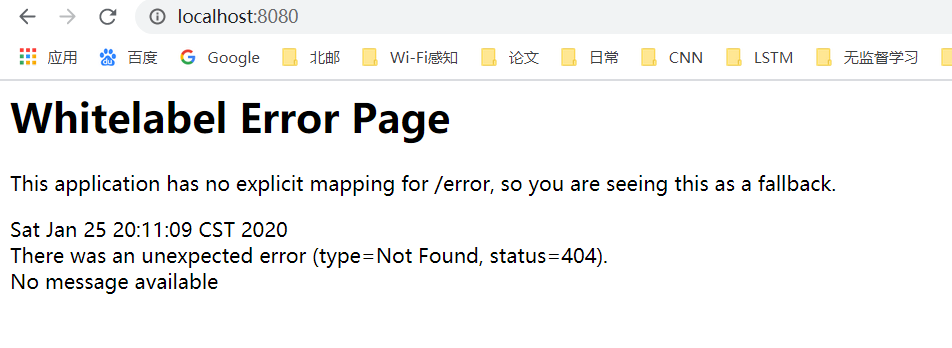 localhost:8080
应用 百度 Google 北邮 Wi-Fi感知 论文 日常 CNN LSTM 无监督学习
Whitelabel Error Page
This application has no explicit mapping for /error, so you are seeing this as a fallback.
Sat Jan 25 20:11:09 CST 2020
There was an unexpected error (type=Not Found, status=404).
No message available